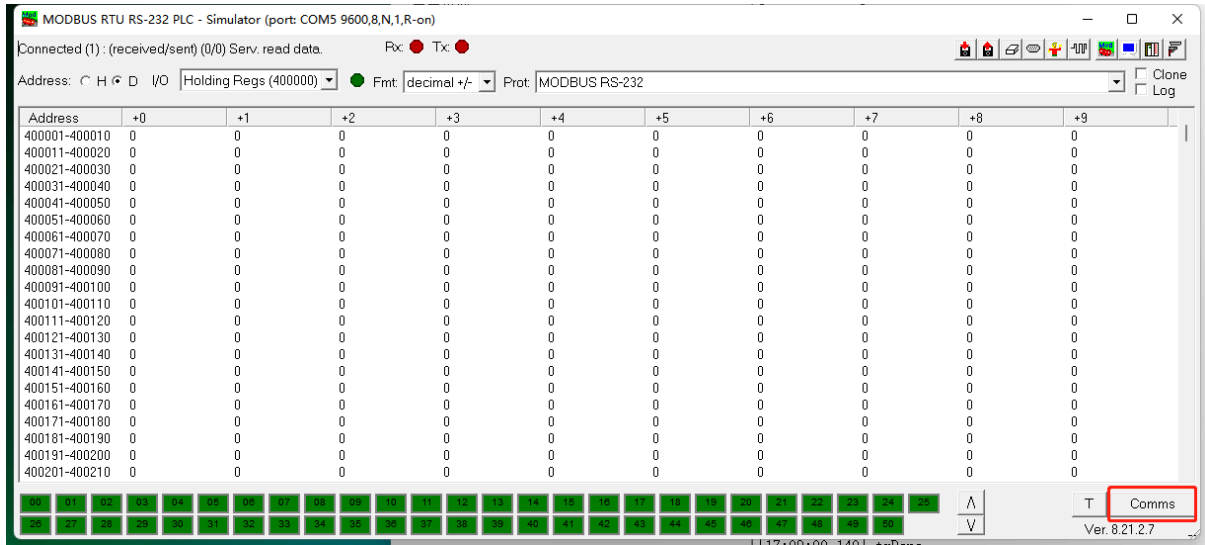 MODBUS RTU RS-232 PLC - Simulator (port: COM5 9600,8,N,1,R-on)
Connected (1) : (received/sent) (0/0) Serv. read data. Rx: Tx:
Address: H D I/O Holding Regs (400000) Fmt: decimal +/- Prot: MODBUS RS-232 Clone
Log
Address +0 +1 +2 +3 +4 +5 +6 +7 +8 +9
400001-400010 0 0 0 0 0 0 0 0 0 0
400011-400020 0 0 0 0 0 0 0 0 0 0
400021-400030 0 0 0 0 0 0 0 0 0 0
400031-400040 0 0 0 0 0 0 0 0 0 0
400041-400050 0 0 0 0 0 0 0 0 0 0
400051-400060 0 0 0 0 0 0 0 0 0 0
400061-400070 0 0 0 0 0 0 0 0 0 0
400071-400080 0 0 0 0 0 0 0 0 0 0
400081-400090 0 0 0 0 0 0 0 0 0 0
400091-400100 0 0 0 0 0 0 0 0 0 0
400101-400110 0 0 0 0 0 0 0 0 0 0
400111-400120 0 0 0 0 0 0 0 0 0 0
400121-400130 0 0 0 0 0 0 0 0 0 0
400131-400140 0 0 0 0 0 0 0 0 0 0
400141-400150 0 0 0 0 0 0 0 0 0 0
400151-400160 0 0 0 0 0 0 0 0 0 0
400161-400170 0 0 0 0 0 0 0 0 0 0
400171-400180 0 0 0 0 0 0 0 0 0 0
400181-400190 0 0 0 0 0 0 0 0 0 0
400191-400200 0 0 0 0 0 0 0 0 0 0
400201-400210 0 0 0 0 0 0 0 0 0 0
00 01 02 03 04 05 06 07 08 09 10 11 12 13 14 15 16 17 18 19 20 21 22 23 24 25 Λ T Comms
26 27 28 29 30 31 32 33 34 35 36 37 38 39 40 41 42 43 44 45 46 47 48 49 50 V Ver. 8.21.2.7